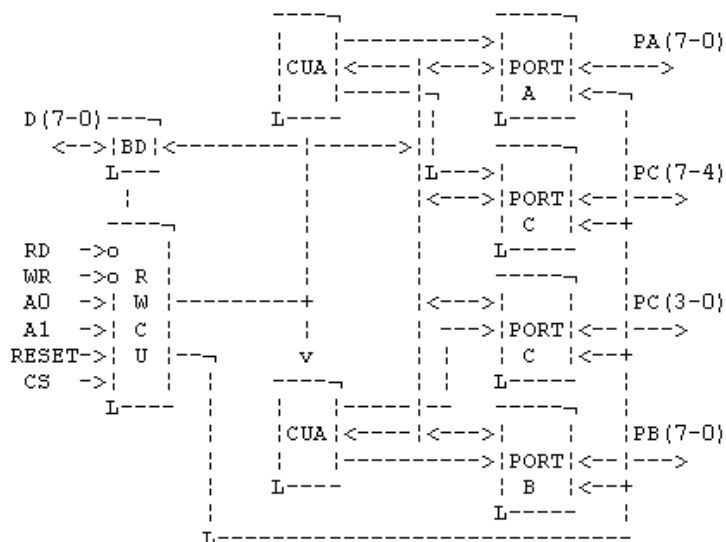 PA(7-0)
CUA PORT
A
D(7-0)
BD
PC(7-4)
PORT
C
RD
WR R
A0 W PC(3-0)
A1 C PORT
RESET U C
CS
CUA PB(7-0)
PORT
B